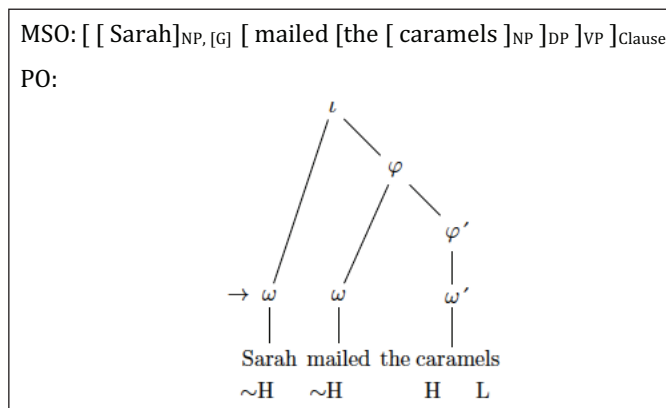 MSO: [ [ Sarah]NP, [G] [ mailed [the [ caramels ]NP ]DP ]VP ]Clause
PO:
ι
φ
φ′
→ ω ω ω′
Sarah mailed the caramels
~H ~H H L